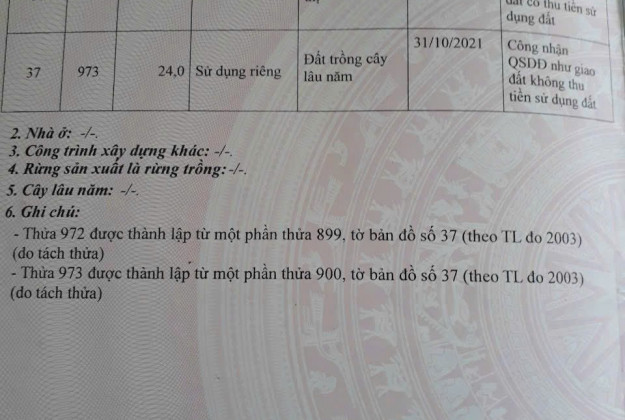 đất có thu tiền sử
dụng đất
37 973 24,0 Sử dụng riêng Đất trồng cây lâu năm 31/10/2021 Công nhận QSDĐ như giao đất không thu tiền sử dụng đất
2. Nhà ở: -/-.
3. Công trình xây dựng khác: -/-.
4. Rừng sản xuất là rừng trồng: -/-.
5. Cây lâu năm: -/-.
6. Ghi chú:
- Thửa 972 được thành lập từ một phần thửa 899, tờ bản đồ số 37 (theo TL đo 2003)
(do tách thửa)
- Thửa 973 được thành lập từ một phần thửa 900, tờ bản đồ số 37 (theo TL đo 2003)
(do tách thửa)